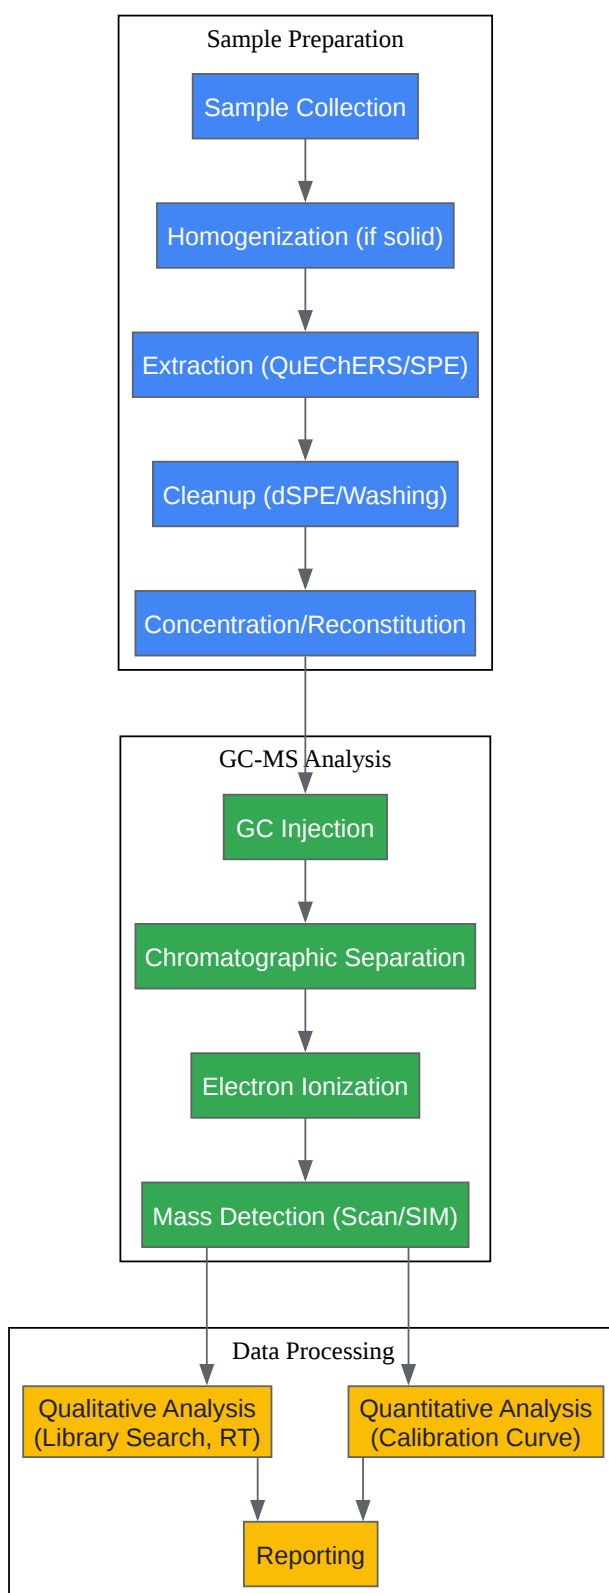 Sample Preparation
Sample Collection
Homogenization (if solid)
Extraction (QuEChERS/SPE)
Cleanup (dSPE/Washing)
Concentration/Reconstitution
GC-MS Analysis
GC Injection
Chromatographic Separation
Electron Ionization
Mass Detection (Scan/SIM)
Data Processing
Qualitative Analysis
(Library Search, RT)
Quantitative Analysis
(Calibration Curve)
Reporting